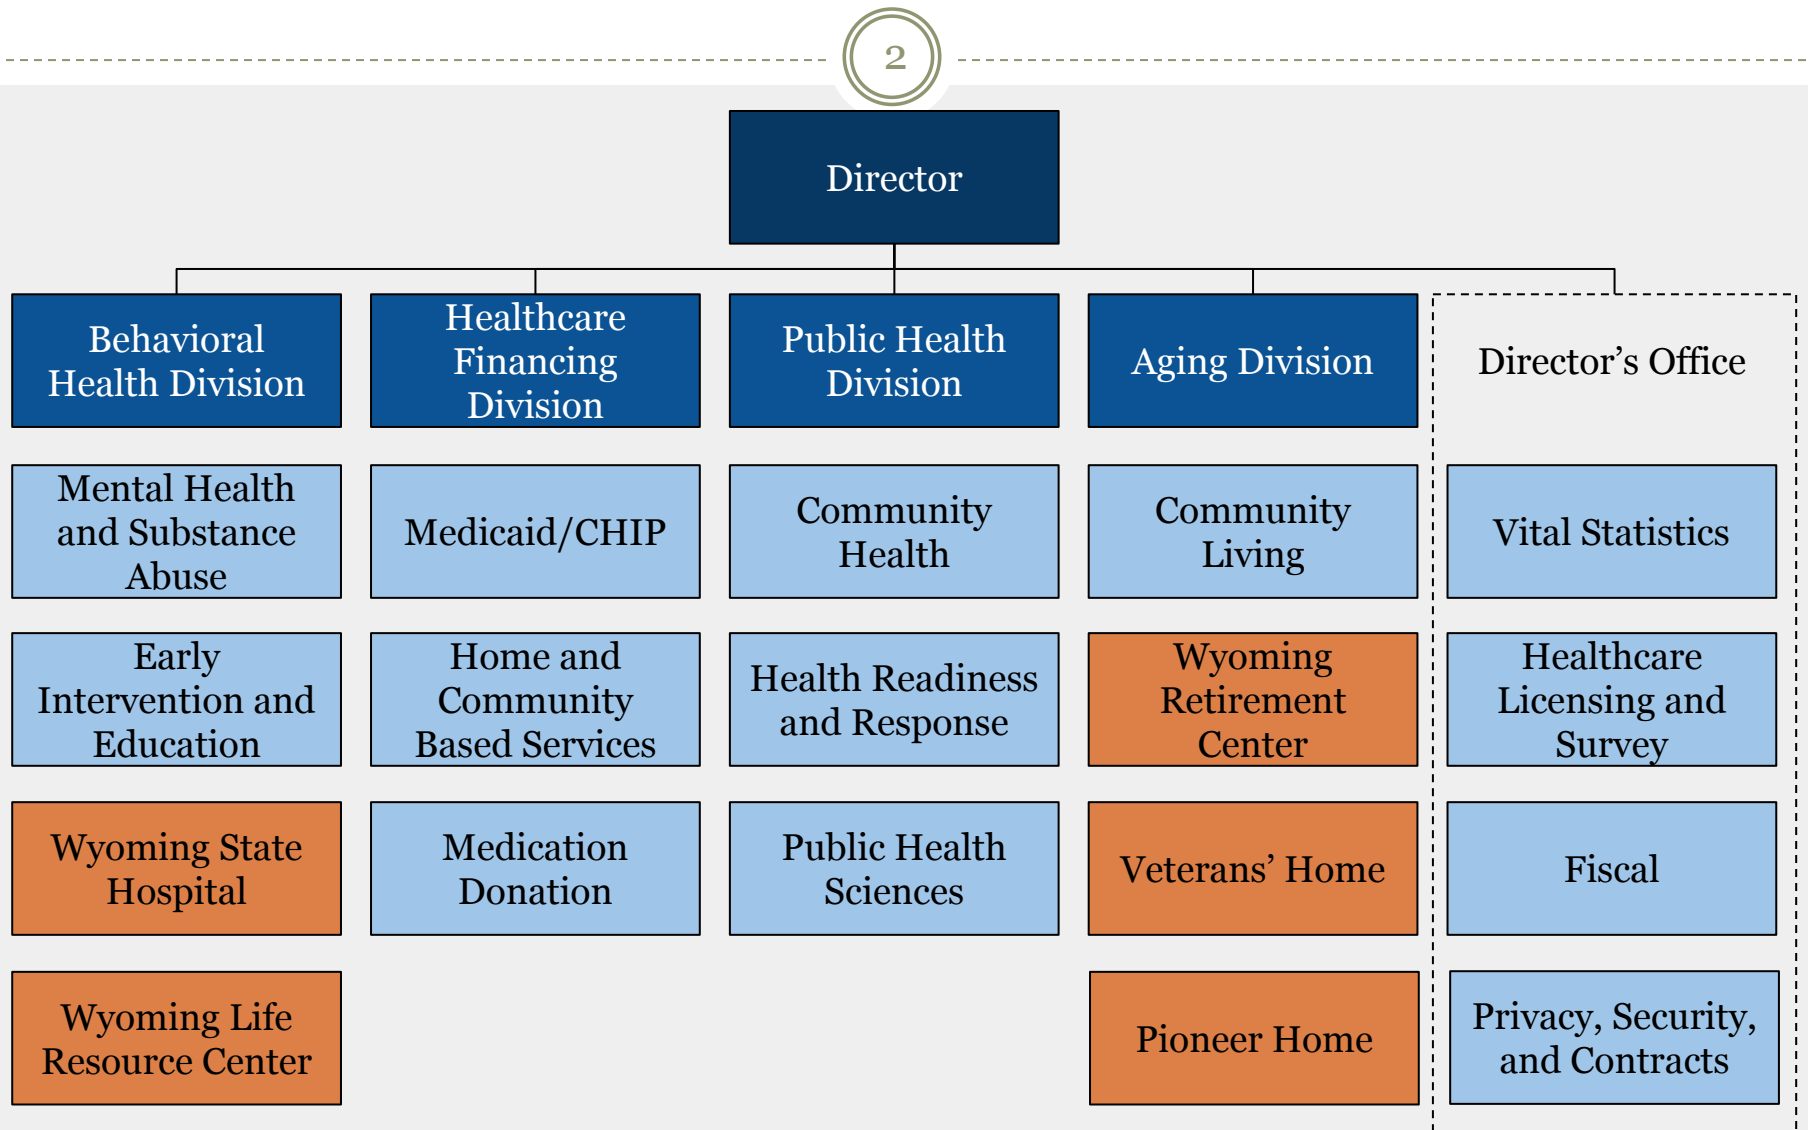 2
Director
Behavioral
Health Division
Healthcare
Financing
Division
Public Health
Division
Aging Division
Director’s Office
Mental Health
and Substance
Abuse
Medicaid/CHIP
Community
Health
Community
Living
Vital Statistics
Early
Intervention and
Education
Home and
Community
Based Services
Health Readiness
and Response
Wyoming
Retirement
Center
Healthcare
Licensing and
Survey
Wyoming State
Hospital
Medication
Donation
Public Health
Sciences
Veterans’ Home
Fiscal
Wyoming Life
Resource Center
Pioneer Home
Privacy, Security,
and Contracts